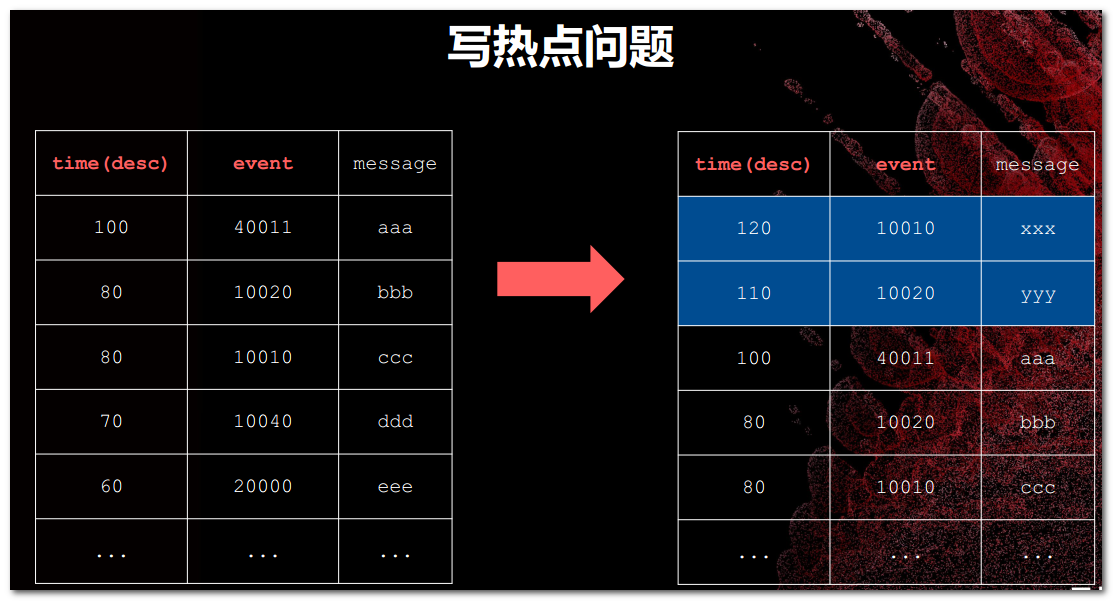 写热点问题
time(desc) event message
100 40011 aaa
80 10020 bbb
80 10010 ccc
70 10040 ddd
60 20000 eee
... ... ...
time(desc) event message
120 10010 xxx
110 10020 yyy
100 40011 aaa
80 10020 bbb
80 10010 ccc
... ... ...